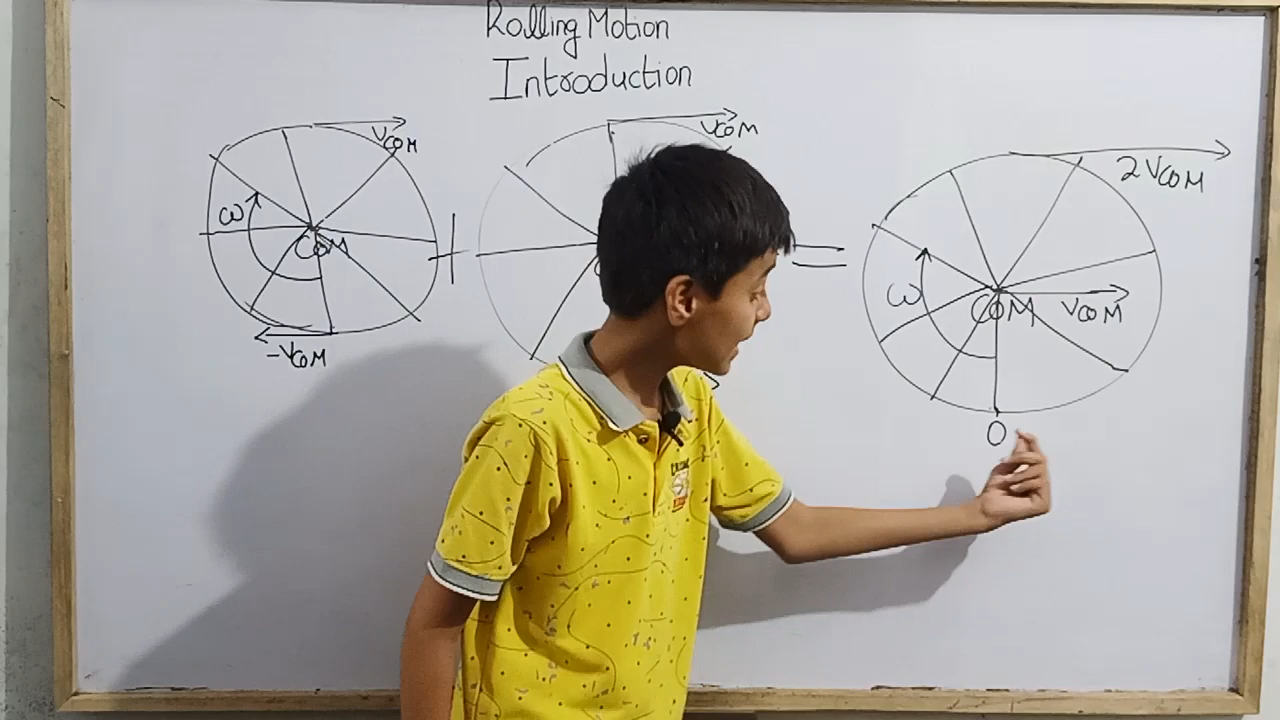 Rolling Motion
Introduction
VCOM
ω
COM
-VCOM
+
VCOM
=
2VCOM
ω
COM
VCOM
O